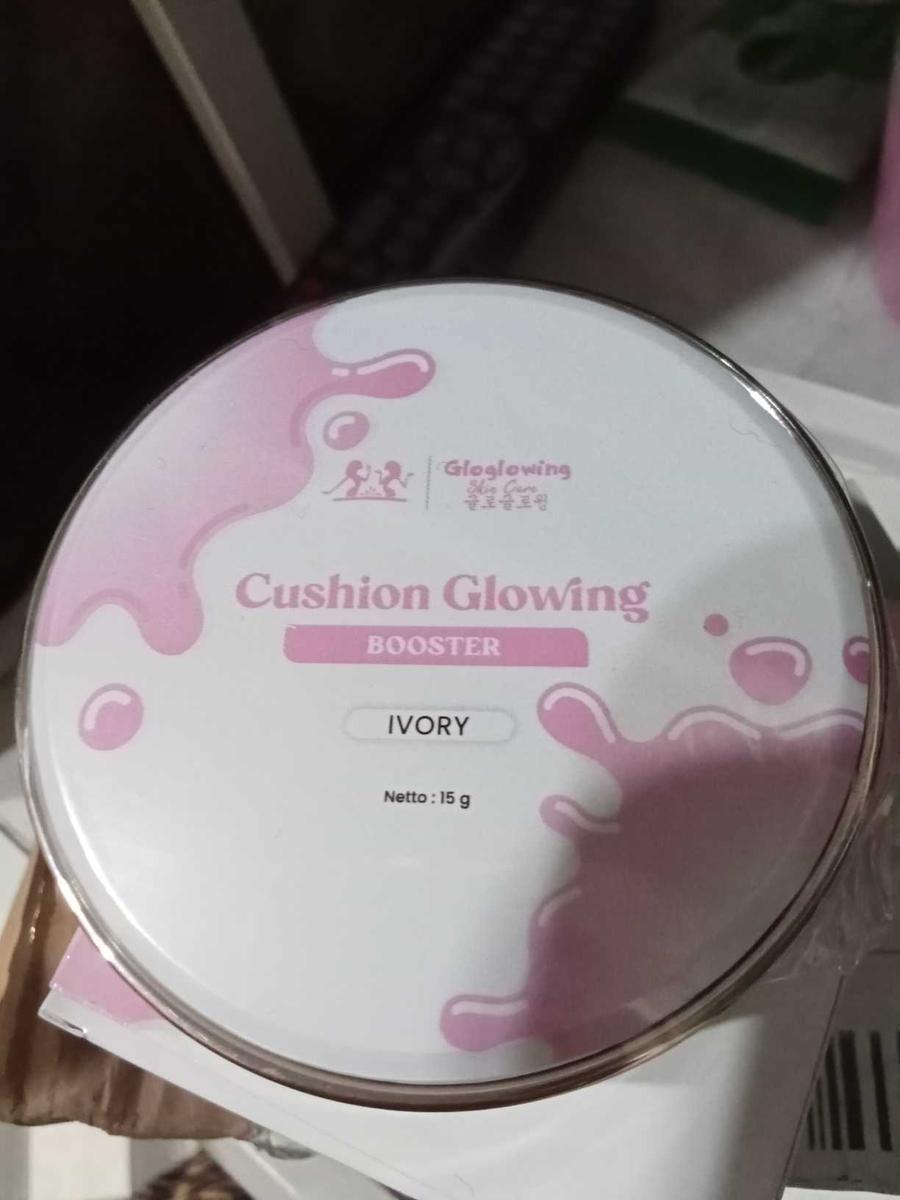 Gloglowing
Skin Care
글로글로윙
Cushion Glowing
BOOSTER
IVORY
Netto : 15 g